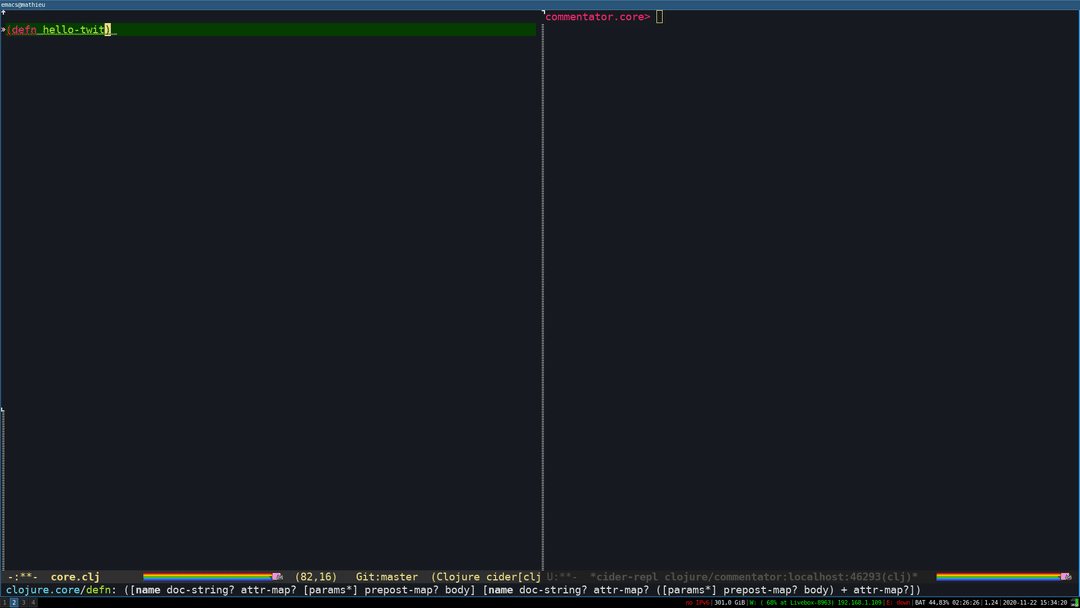 emacs@mathieu
(defn hello-twit)
commentator.core>
-:**-  core.clj (82,16) Git:master (Clojure cider[clj
U:**-  *cider-repl clojure/commentator:localhost:46293(clj)*
clojure.core/defn: ([name doc-string? attr-map? [params*] prepost-map? body] [name doc-string? attr-map? ([params*] prepost-map? body) + attr-map?])
1 2 3 4
no IPv6|301,0 GiB|W: ( 68% at Livebox-0963) 192.168.1.109|E: down|BAT 44,83% 02:26:26|1.24|2020-11-22 15:34:20